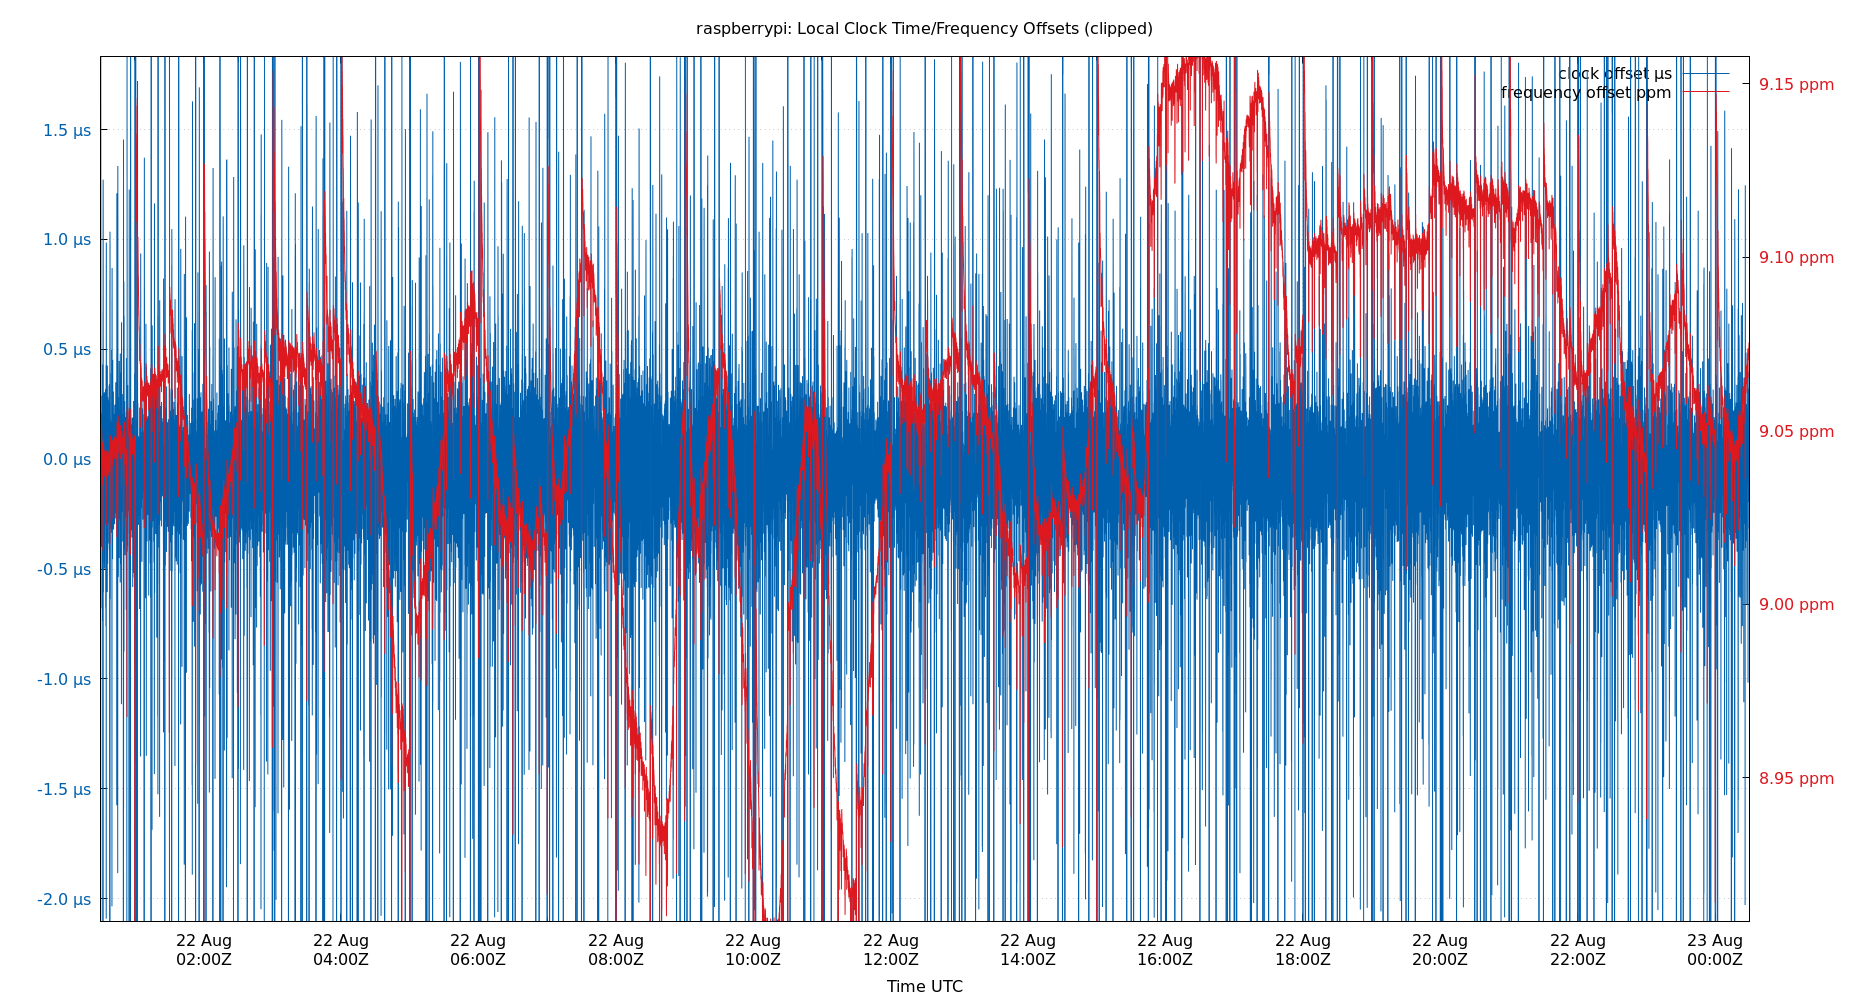 raspberrypi: Local Clock Time/Frequency Offsets (clipped)
clock offset µs
frequency offset ppm
1.5 µs
1.0 µs
0.5 µs
0.0 µs
-0.5 µs
-1.0 µs
-1.5 µs
-2.0 µs
9.15 ppm
9.10 ppm
9.05 ppm
9.00 ppm
8.95 ppm
22 Aug 22 Aug 22 Aug 22 Aug 22 Aug 22 Aug 22 Aug 22 Aug 22 Aug 22 Aug 22 Aug 23 Aug
02:00Z 04:00Z 06:00Z 08:00Z 10:00Z 12:00Z 14:00Z 16:00Z 18:00Z 20:00Z 22:00Z 00:00Z
Time UTC